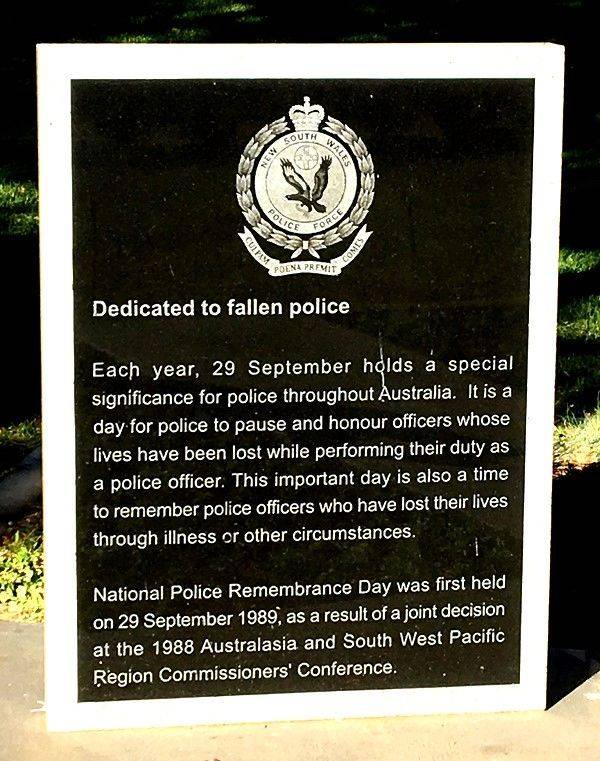 NEW SOUTH WALES
POLICE FORCE
CULPAM POENA PREMIT COMES
Dedicated to fallen police
Each year, 29 September holds a special
significance for police throughout Australia. It is a
day for police to pause and honour officers whose
lives have been lost while performing their duty as
a police officer. This important day is also a time
to remember police officers who have lost their lives
through illness or other circumstances.
National Police Remembrance Day was first held
on 29 September 1989, as a result of a joint decision
at the 1988 Australasia and South West Pacific
Region Commissioners' Conference.